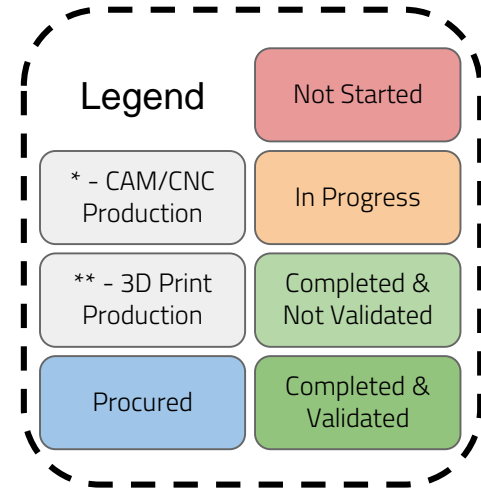 Legend
Not Started
* - CAM/CNC
Production
In Progress
** - 3D Print
Production
Completed &
Not Validated
Procured
Completed &
Validated